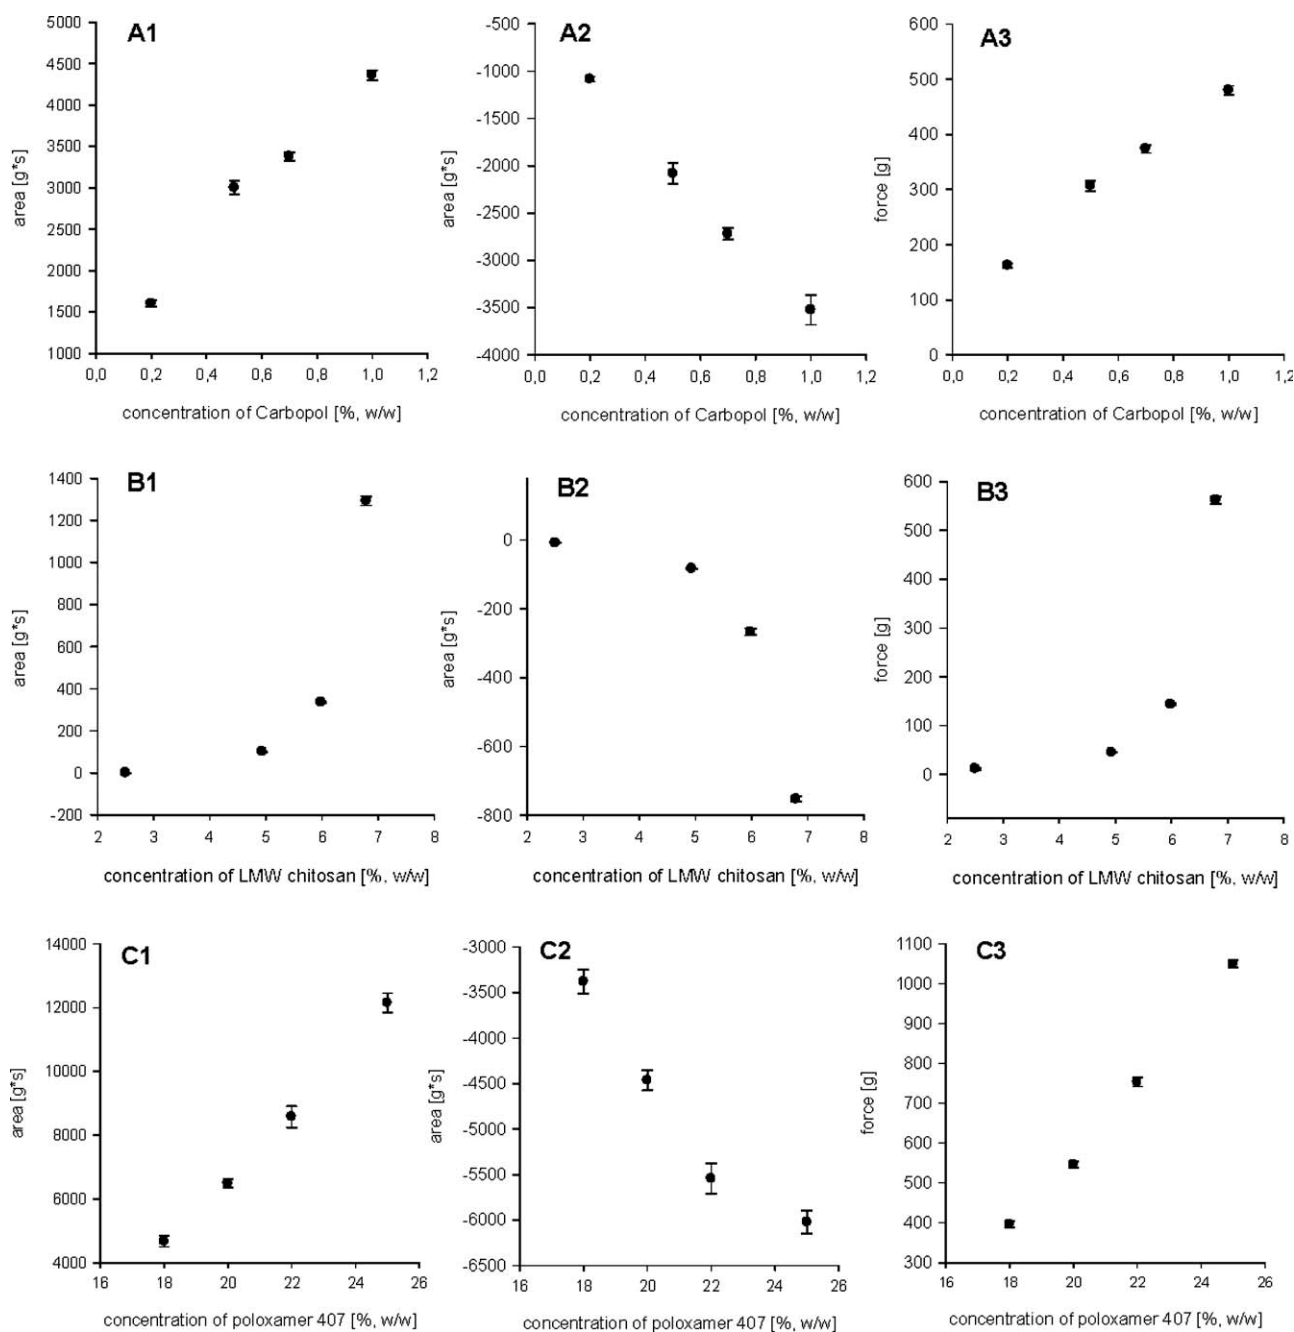 A1
5000
4500
4000
3500
3000
2500
2000
1500
1000
area [g*s]
0,0 0,2 0,4 0,6 0,8 1,0 1,2
concentration of Carbopol [%, w/w]
A2
-500
-1000
-1500
-2000
-2500
-3000
-3500
-4000
area [g*s]
0,0 0,2 0,4 0,6 0,8 1,0 1,2
concentration of Carbopol [%, w/w]
A3
600
500
400
300
200
100
0
force [g]
0,0 0,2 0,4 0,6 0,8 1,0 1,2
concentration of Carbopol [%, w/w]
B1
1400
1200
1000
800
600
400
200
0
-200
area [g*s]
2 3 4 5 6 7 8
concentration of LMW chitosan [%, w/w]
B2
0
-200
-400
-600
-800
area [g*s]
2 3 4 5 6 7 8
concentration of LMW chitosan [%, w/w]
B3
600
500
400
300
200
100
0
force [g]
2 3 4 5 6 7 8
concentration of LMW chitosan [%, w/w]
C1
14000
12000
10000
8000
6000
4000
area [g*s]
16 18 20 22 24 26
concentration of poloxamer 407 [%, w/w]
C2
-3000
-3500
-4000
-4500
-5000
-5500
-6000
-6500
area [g*s]
16 18 20 22 24 26
concentration of poloxamer 407 [%, w/w]
C3
1100
1000
900
800
700
600
500
400
300
force [g]
16 18 20 22 24 26
concentration of poloxamer 407 [%, w/w]